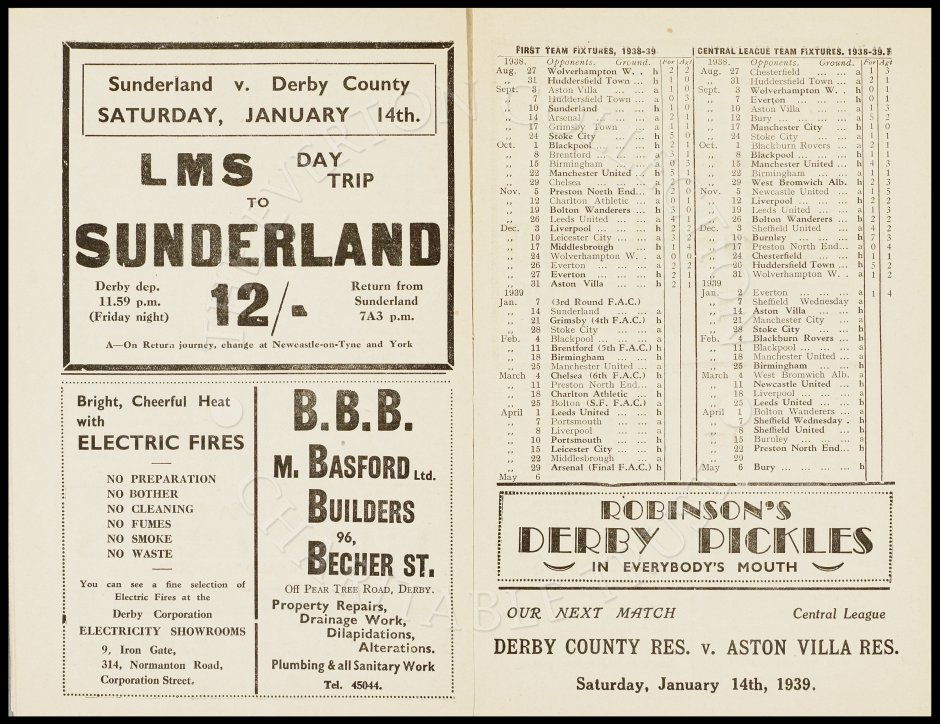 Sunderland v. Derby County
SATURDAY, JANUARY 14th.
LMS DAY TRIP
TO
SUNDERLAND
Derby dep.
11.59 p.m.
(Friday night)
12/-
Return from
Sunderland
7A3 p.m.
A—On Return journey, change at Newcastle-on-Tyne and York
Bright, Cheerful Heat
with
ELECTRIC FIRES
NO PREPARATION
NO BOTHER
NO CLEANING
NO FUMES
NO SMOKE
NO WASTE
You can see a fine selection of
Electric Fires at the
Derby Corporation
ELECTRICITY SHOWROOMS
9, Iron Gate,
314, Normanton Road,
Corporation Street.
B.B.B.
M. BASFORD Ltd.
BUILDERS
96,
BECHER ST.
Off PEAR TREE ROAD, DERBY.
Property Repairs,
Drainage Work,
Dilapidations,
Alterations.
Plumbing & all Sanitary Work
Tel. 45044.
FIRST TEAM FIXTURES, 1938-39
1938. Opponents. Ground. For Agt
Aug. 27 Wolverhampton W. . h 2 2
,, 31 Huddersfield Town ... h 1 0
Sept. 3 Aston Villa ... ... a 1 0
,, 7 Huddersfield Town ... a 0 3
,, 10 Sunderland ... ... h 1 0
,, 14 Arsenal ... ... a 2 1
,, 17 Grimsby Town ... a 1 1
,, 24 Stoke City ... ... h 5 0
Oct. 1 Blackpool ... ... h 2 1
,, 8 Brentford ... ... a 3 1
,, 15 Birmingham ... ... a 0 3
,, 22 Manchester United . . h 5 1
,, 29 Chelsea ... ... a 2 0
Nov. 5 Preston North End... h 2 0
,, 12 Charlton Athletic ... a 0 1
,, 19 Bolton Wanderers ... h 3 0
,, 26 Leeds United ... ... a 4 1
Dec. 3 Liverpool ... ... h 2 2
,, 10 Leicester City ... a 3 2
,, 17 Middlesbrough ... h 1 4
,, 24 Wolverhampton W. . a 0 0
,, 26 Everton ... ... a 2 2
,, 27 Everton ... ... h 2 1
,, 31 Aston Villa ... ... h 2 1
1939
Jan. 7 (3rd Round F.A.C.)
,, 14 Sunderland ... ... a
,, 21 Grimsby (4th F.A.C.) h
,, 28 Stoke City ... ... a
Feb. 4 Blackpool ... ... a
,, 11 Brentford (5th F.A.C.) h
,, 18 Birmingham ... ... h
,, 25 Manchester United ... a
March 4 Chelsea (6th F.A.C.) h
,, 11 Preston North End... a
,, 18 Charlton Athletic ... h
,, 25 Bolton (S.F. F.A.C.) a
April 1 Leeds United ... ... h
,, 7 Portsmouth ... ... a
,, 8 Liverpool ... ... a
,, 10 Portsmouth ... ... h
,, 15 Leicester City ... h
,, 22 Middlesbrough ... a
,, 29 Arsenal (Final F.A.C.) h
May 6
CENTRAL LEAGUE TEAM FIXTURES. 1938-39.
1938. Opponents. Ground. For Agt
Aug. 27 Chesterfield ... ... a 1 3
,, 31 Huddersfield Town ... a 2 1
Sept. 3 Wolverhampton W. . h 0 1
,, 7 Everton ... ... h 0 1
,, 10 Aston Villa ... ... a 1 3
,, 12 Bury ... ... a 5 2
,, 17 Manchester City ... h 1 0
,, 24 Stoke City ... ... a 1 1
Oct. 1 Blackburn Rovers ... a 2 1
,, 8 Blackpool ... ... h 1 1
,, 15 Manchester United ... h 4 3
,, 22 Birmingham ... ... a 1 1
,, 29 West Bromwich Alb. h 2 3
Nov. 5 Newcastle United ... a 1 5
,, 12 Liverpool ... ... h 2 2
,, 19 Leeds United ... ... a 1 3
,, 26 Bolton Wanderers ... h 2 2
Dec. 3 Sheffield United ... a 4 2
,, 10 Burnley ... ... h 7 3
,, 17 Preston North End... a 0 4
,, 24 Chesterfield ... ... h 1 1
,, 26 Huddersfield Town ... h 5 2
,, 31 Wolverhampton W. . a 1 2
1939
Jan. 2 Everton ... ... a 1 4
,, 7 Sheffield Wednesday a
,, 14 Aston Villa ... ... h
,, 21 Manchester City ... a
,, 28 Stoke City ... ... h
Feb. 4 Blackburn Rovers ... h
,, 11 Blackpool ... ... a
,, 18 Manchester United ... a
,, 25 Birmingham ... ... h
March 4 West Bromwich Alb. a
,, 11 Newcastle United ... h
,, 18 Liverpool ... ... a
,, 25 Leeds United ... ... h
April 1 Bolton Wanderers ... a
,, 7 Sheffield Wednesday . h
,, 8 Sheffield United ... h
,, 15 Burnley ... ... a
,, 22 Preston North End... h
,, 29
May 6 Bury ... ... ... h
ROBINSON'S
DERBY PICKLES
IN EVERYBODY'S MOUTH
OUR NEXT MATCH Central League
DERBY COUNTY RES. v. ASTON VILLA RES.
Saturday, January 14th, 1939.